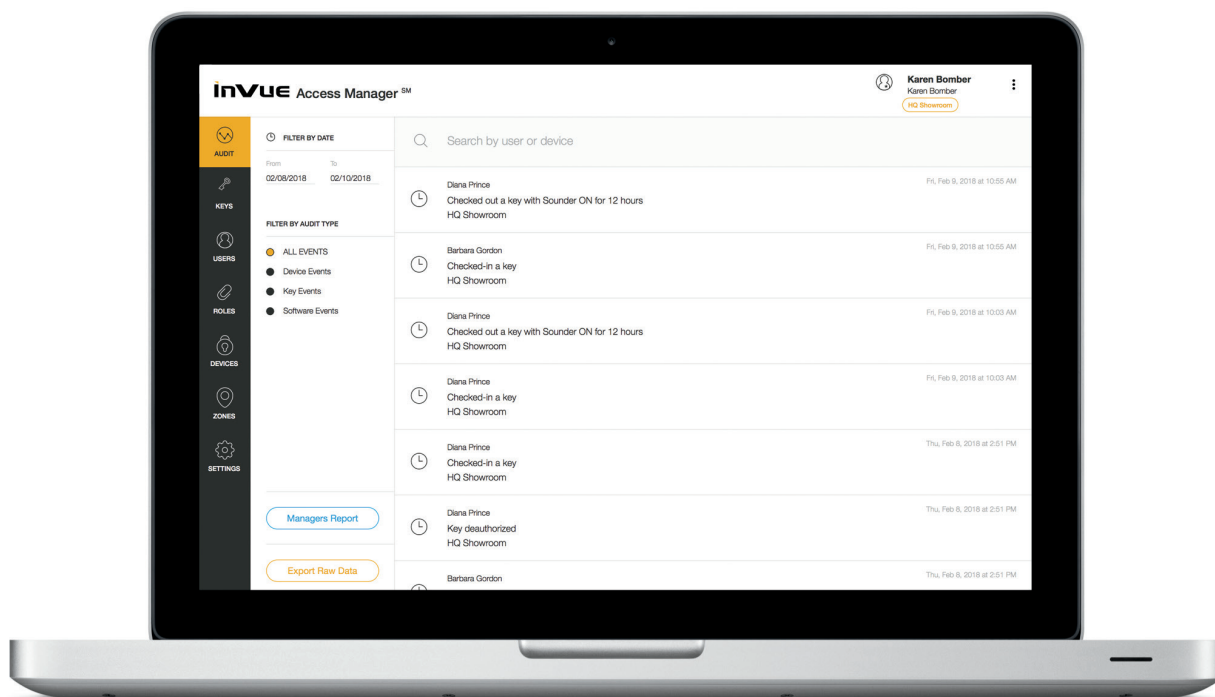 inVUE Access Manager SM
Karen Bomber
Karen Bomber
HQ Showroom
AUDIT
KEYS
USERS
ROLES
DEVICES
ZONES
SETTINGS
FILTER BY DATE
From To
02/08/2018 02/10/2018
FILTER BY AUDIT TYPE
ALL EVENTS
Device Events
Key Events
Software Events
Managers Report
Export Raw Data
Search by user or device
Diana Prince
Fri, Feb 9, 2018 at 10:55 AM
Checked out a key with Sounder ON for 12 hours
HQ Showroom
Barbara Gordon
Fri, Feb 9, 2018 at 10:55 AM
Checked-in a key
HQ Showroom
Diana Prince
Fri, Feb 9, 2018 at 10:03 AM
Checked out a key with Sounder ON for 12 hours
HQ Showroom
Diana Prince
Fri, Feb 9, 2018 at 10:03 AM
Checked-in a key
HQ Showroom
Diana Prince
Thu, Feb 8, 2018 at 2:51 PM
Checked-in a key
HQ Showroom
Diana Prince
Thu, Feb 8, 2018 at 2:51 PM
Key deauthorized
HQ Showroom
Barbara Gordon
Thu, Feb 8, 2018 at 2:51 PM